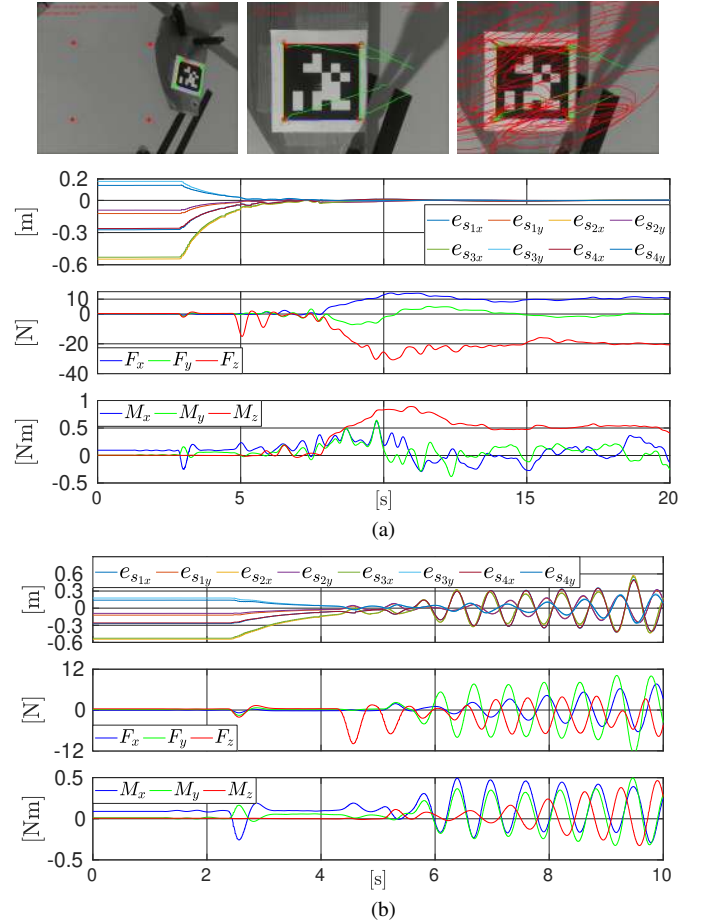 0.2
0
-0.3
-0.6
[m]
e_{s_{1x}} e_{s_{1y}} e_{s_{2x}} e_{s_{2y}}
e_{s_{3x}} e_{s_{3y}} e_{s_{4x}} e_{s_{4y}}
10
0
-20
-40
[N]
F_x F_y F_z
1
0.5
0
-0.5
[Nm]
M_x M_y M_z
0 5 10 15 20
[s]
(a)
e_{s_{1x}} e_{s_{1y}} e_{s_{2x}} e_{s_{2y}} e_{s_{3x}} e_{s_{3y}} e_{s_{4x}} e_{s_{4y}}
0.6
0.3
0
-0.3
-0.6
[m]
12
0
-12
[N]
F_x F_y F_z
0.5
0
-0.5
[Nm]
M_x M_y M_z
0 2 4 6 8 10
[s]
(b)